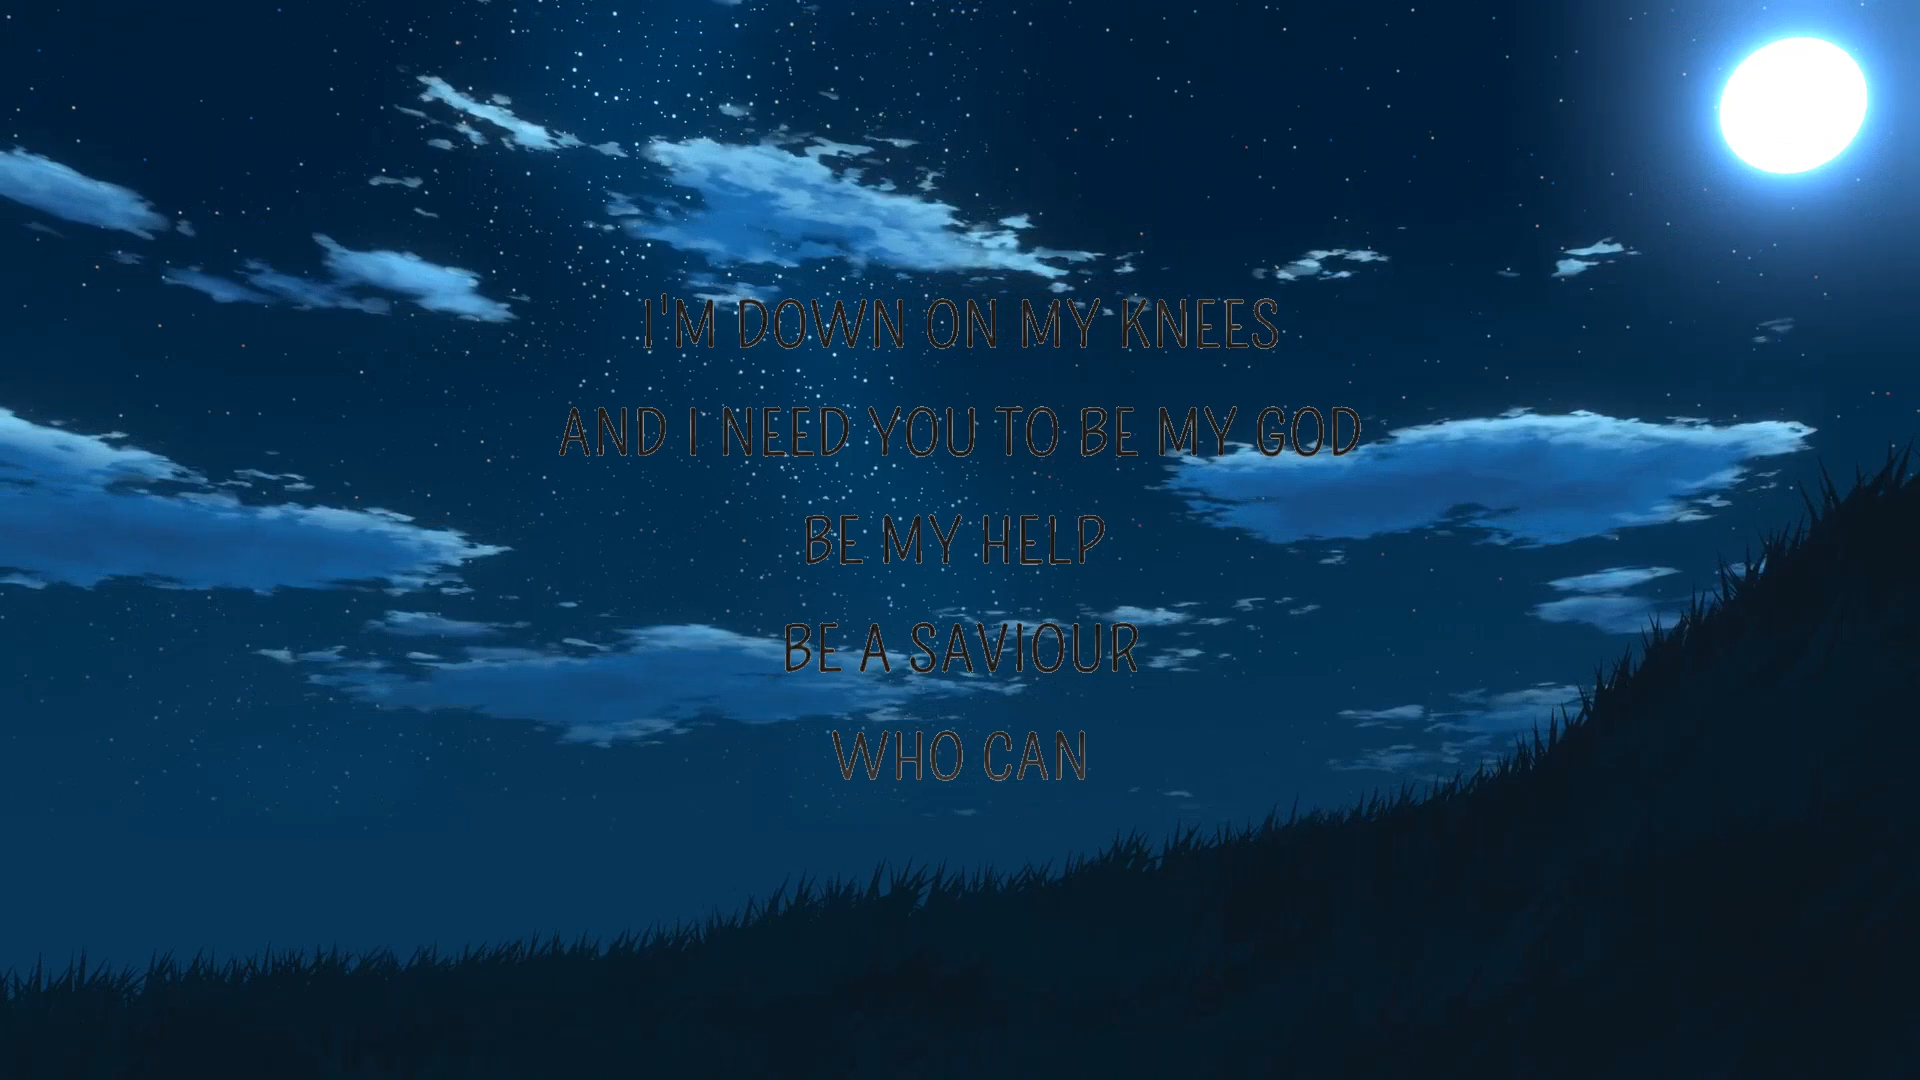 I'M DOWN ON MY KNEES
AND I NEED YOU TO BE MY GOD
BE MY HELP
BE A SAVIOUR
WHO CAN